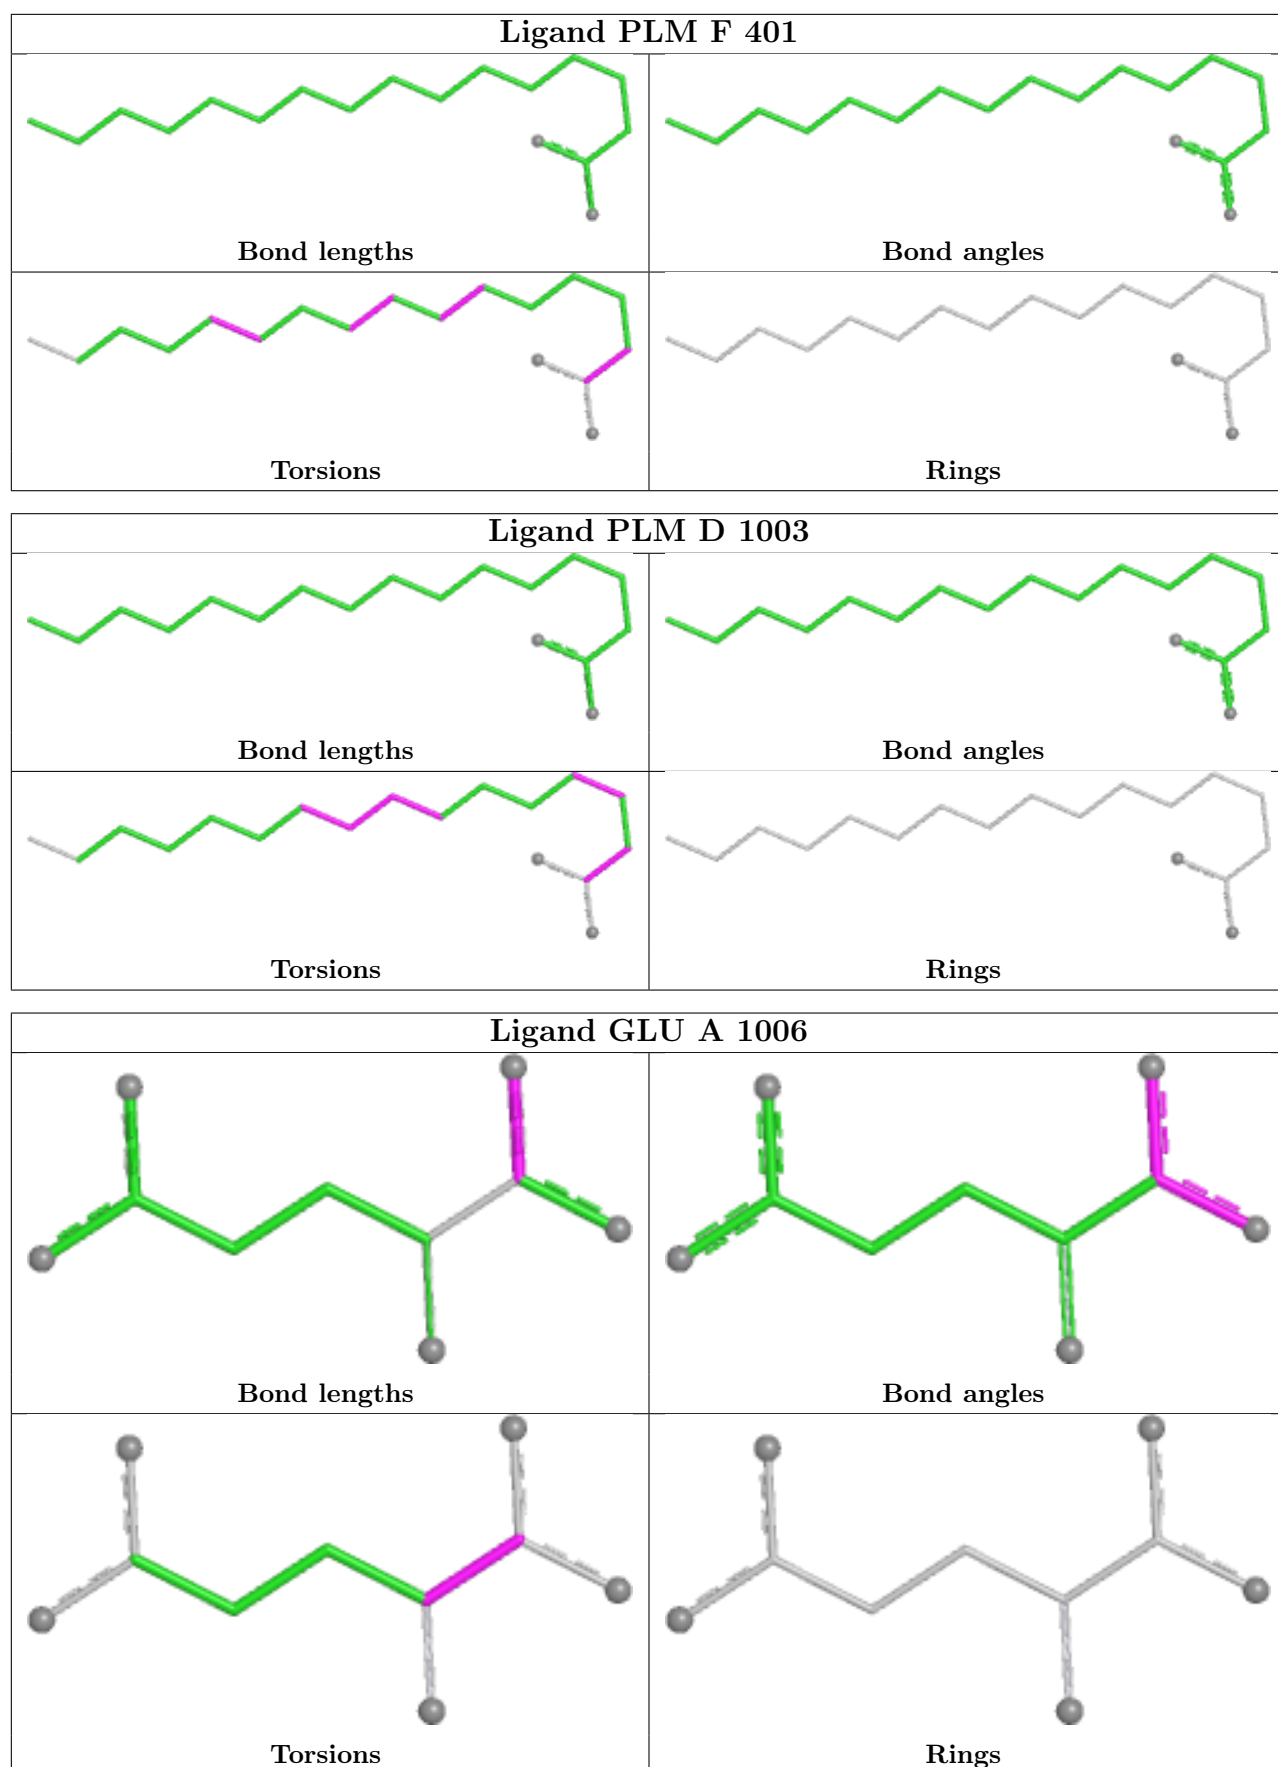 Ligand PLM F 401
Bond lengths
Bond angles
Torsions
Rings
Ligand PLM D 1003
Bond lengths
Bond angles
Torsions
Rings
Ligand GLU A 1006
Bond lengths
Bond angles
Torsions
Rings